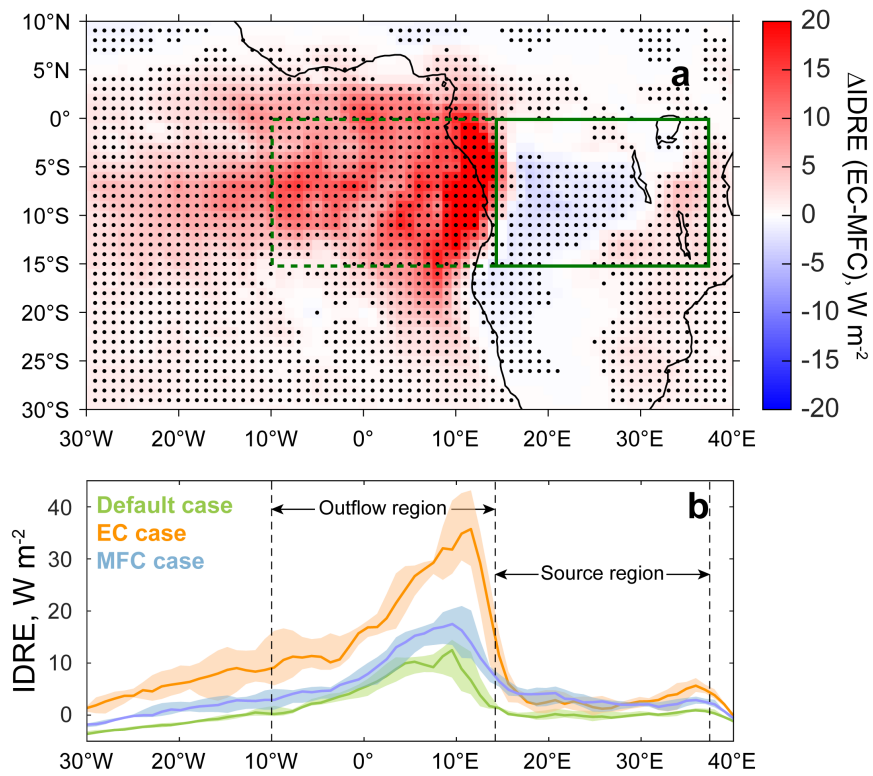 10°N
5°N
0°
5°S
10°S
15°S
20°S
25°S
30°S
30°W 20°W 10°W 0° 10°E 20°E 30°E 40°E
a
20
15
10
5
0
-5
-10
-15
-20
ΔIDRE (EC-MFC), W m-2
b
Default case
EC case
MFC case
Outflow region
Source region
IDRE, W m-2
40
30
20
10
0
30°W 20°W 10°W 0° 10°E 20°E 30°E 40°E